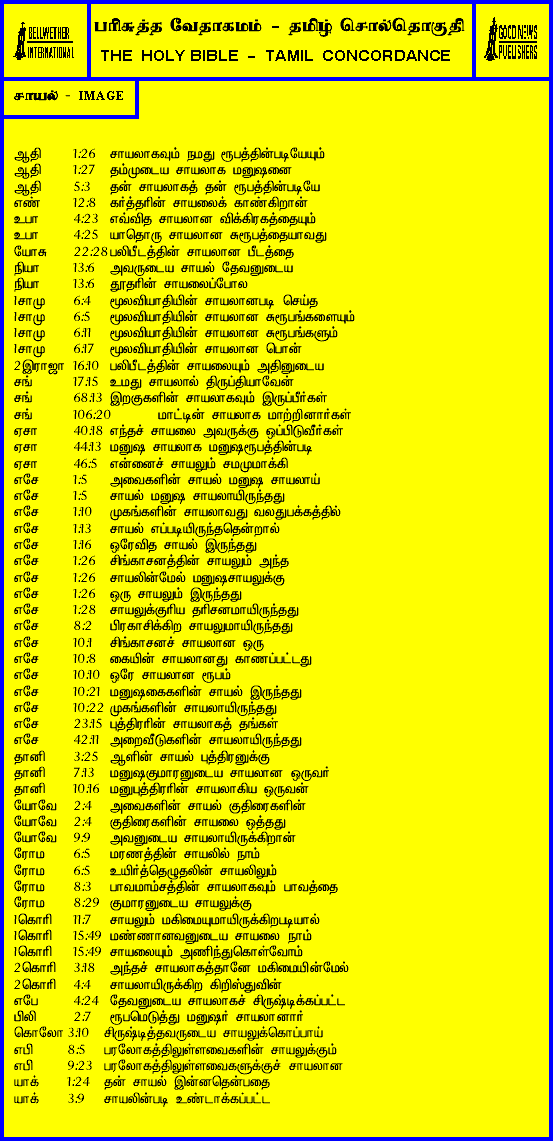 BELLWETHER
INTERNATIONAL
பரிசுத்த வேதாகமம் - தமிழ் சொல்தொகுதி
THE HOLY BIBLE - TAMIL CONCORDANCE
GOOD NEWS
PUBLISHERS
சாயல் - IMAGE
ஆதி 1:26 சாயலாகவும் நமது ரூபத்தின்படியேயும்
ஆதி 1:27 தம்முடைய சாயலாக மனுஷனை
ஆதி 5:3 தன் சாயலாகத் தன் ரூபத்தின்படியே
எண் 12:8 கர்த்தரின் சாயலைக் காண்கிறான்
உபா 4:23 எவ்வித சாயலான விக்கிரகத்தையும்
உபா 4:25 யாதொரு சாயலான சுரூபத்தையாவது
யோசு 22:28 பலிபீடத்தின் சாயலான பீடத்தை
நியா 13:6 அவருடைய சாயல் தேவனுடைய
நியா 13:6 தூதரின் சாயலைப்போல
1சாமு 6:4 மூலவியாதியின் சாயலானபடி செய்த
1சாமு 6:5 மூலவியாதியின் சாயலான சுரூபங்களையும்
1சாமு 6:11 மூலவியாதியின் சாயலான சுரூபங்களும்
1சாமு 6:17 மூலவியாதியின் சாயலான பொன்
2இராஜா 16:10 பலிபீடத்தின் சாயலையும் அதினுடைய
சங் 17:15 உமது சாயலால் திருப்தியாவேன்
சங் 68:13 இறகுகளின் சாயலாகவும் இருப்பீர்கள்
சங் 106:20 மாட்டின் சாயலாக மாற்றினார்கள்
ஏசா 40:18 எந்தச் சாயலை அவருக்கு ஒப்பிடுவீர்கள்
ஏசா 44:13 மனுஷ சாயலாக மனுஷரூபத்தின்படி
ஏசா 46:5 என்னைச் சாயலும் சமமுமாக்கி
எசே 1:5 அவைகளின் சாயல் மனுஷ சாயலாய்
எசே 1:5 சாயல் மனுஷ சாயலாயிருந்தது
எசே 1:10 முகங்களின் சாயலாவது வலதுபக்கத்தில்
எசே 1:13 சாயல் எப்படியிருந்ததென்றால்
எசே 1:16 ஒரேவித சாயல் இருந்தது
எசே 1:26 சிங்காசனத்தின் சாயலும் அந்த
எசே 1:26 சாயலின்மேல் மனுஷசாயலுக்கு
எசே 1:26 ஒரு சாயலும் இருந்தது
எசே 1:28 சாயலுக்குரிய தரிசனமாயிருந்தது
எசே 8:2 பிரகாசிக்கிற சாயலுமாயிருந்தது
எசே 10:1 சிங்காசனச் சாயலான ஒரு
எசே 10:8 கையின் சாயலானது காணப்பட்டது
எசே 10:10 ஒரே சாயலான ரூபம்
எசே 10:21 மனுஷகைகளின் சாயல் இருந்தது
எசே 10:22 முகங்களின் சாயலாயிருந்தது
எசே 23:15 புத்திரரின் சாயலாகத் தங்கள்
எசே 42:11 அறைவீடுகளின் சாயலாயிருந்தது
தானி 3:25 ஆளின் சாயல் புத்திரனுக்கு
தானி 7:13 மனுஷகுமாரனுடைய சாயலான ஒருவர்
தானி 10:16 மனுபுத்திரரின் சாயலாகிய ஒருவன்
யோவே 2:4 அவைகளின் சாயல் குதிரைகளின்
யோவே 2:4 குதிரைகளின் சாயலை ஒத்தது
யோவே 9:9 அவனுடைய சாயலாயிருக்கிறான்
ரோம 6:5 மரணத்தின் சாயலில் நாம்
ரோம 6:5 உயிர்த்தெழுதலின் சாயலிலும்
ரோம 8:3 பாவமாம்சத்தின் சாயலாகவும் பாவத்தை
ரோம 8:29 குமாரனுடைய சாயலுக்கு
1கொரி 11:7 சாயலும் மகிமையுமாயிருக்கிறபடியால்
1கொரி 15:49 மண்ணானவனுடைய சாயலை நாம்
1கொரி 15:49 சாயலையும் அணிந்துகொள்வோம்
2கொரி 3:18 அந்தச் சாயலாகத்தானே மகிமையின்மேல்
2கொரி 4:4 சாயலாயிருக்கிற கிறிஸ்துவின்
எபே 4:24 தேவனுடைய சாயலாகச் சிருஷ்டிக்கப்பட்ட
பிலி 2:7 ரூபமெடுத்து மனுஷர் சாயலானார்
கொலோ 3:10 சிருஷ்டித்தவருடைய சாயலுக்கொப்பாய்
எபி 8:5 பரலோகத்திலுள்ளவைகளின் சாயலுக்கும்
எபி 9:23 பரலோகத்திலுள்ளவைகளுக்குச் சாயலான
யாக் 1:24 தன் சாயல் இன்னதென்பதை
யாக் 3:9 சாயலின்படி உண்டாக்கப்பட்ட